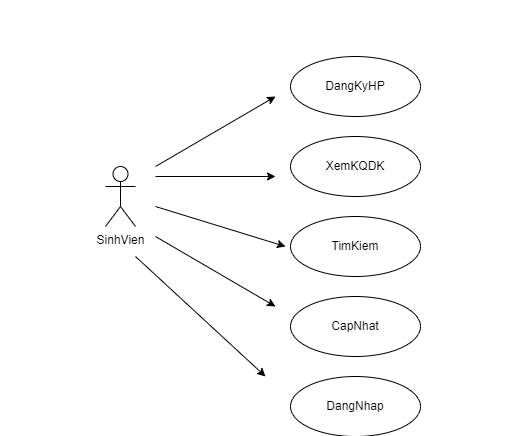 DangKyHP
XemKQDK
SinhVien
TimKiem
CapNhat
DangNhap